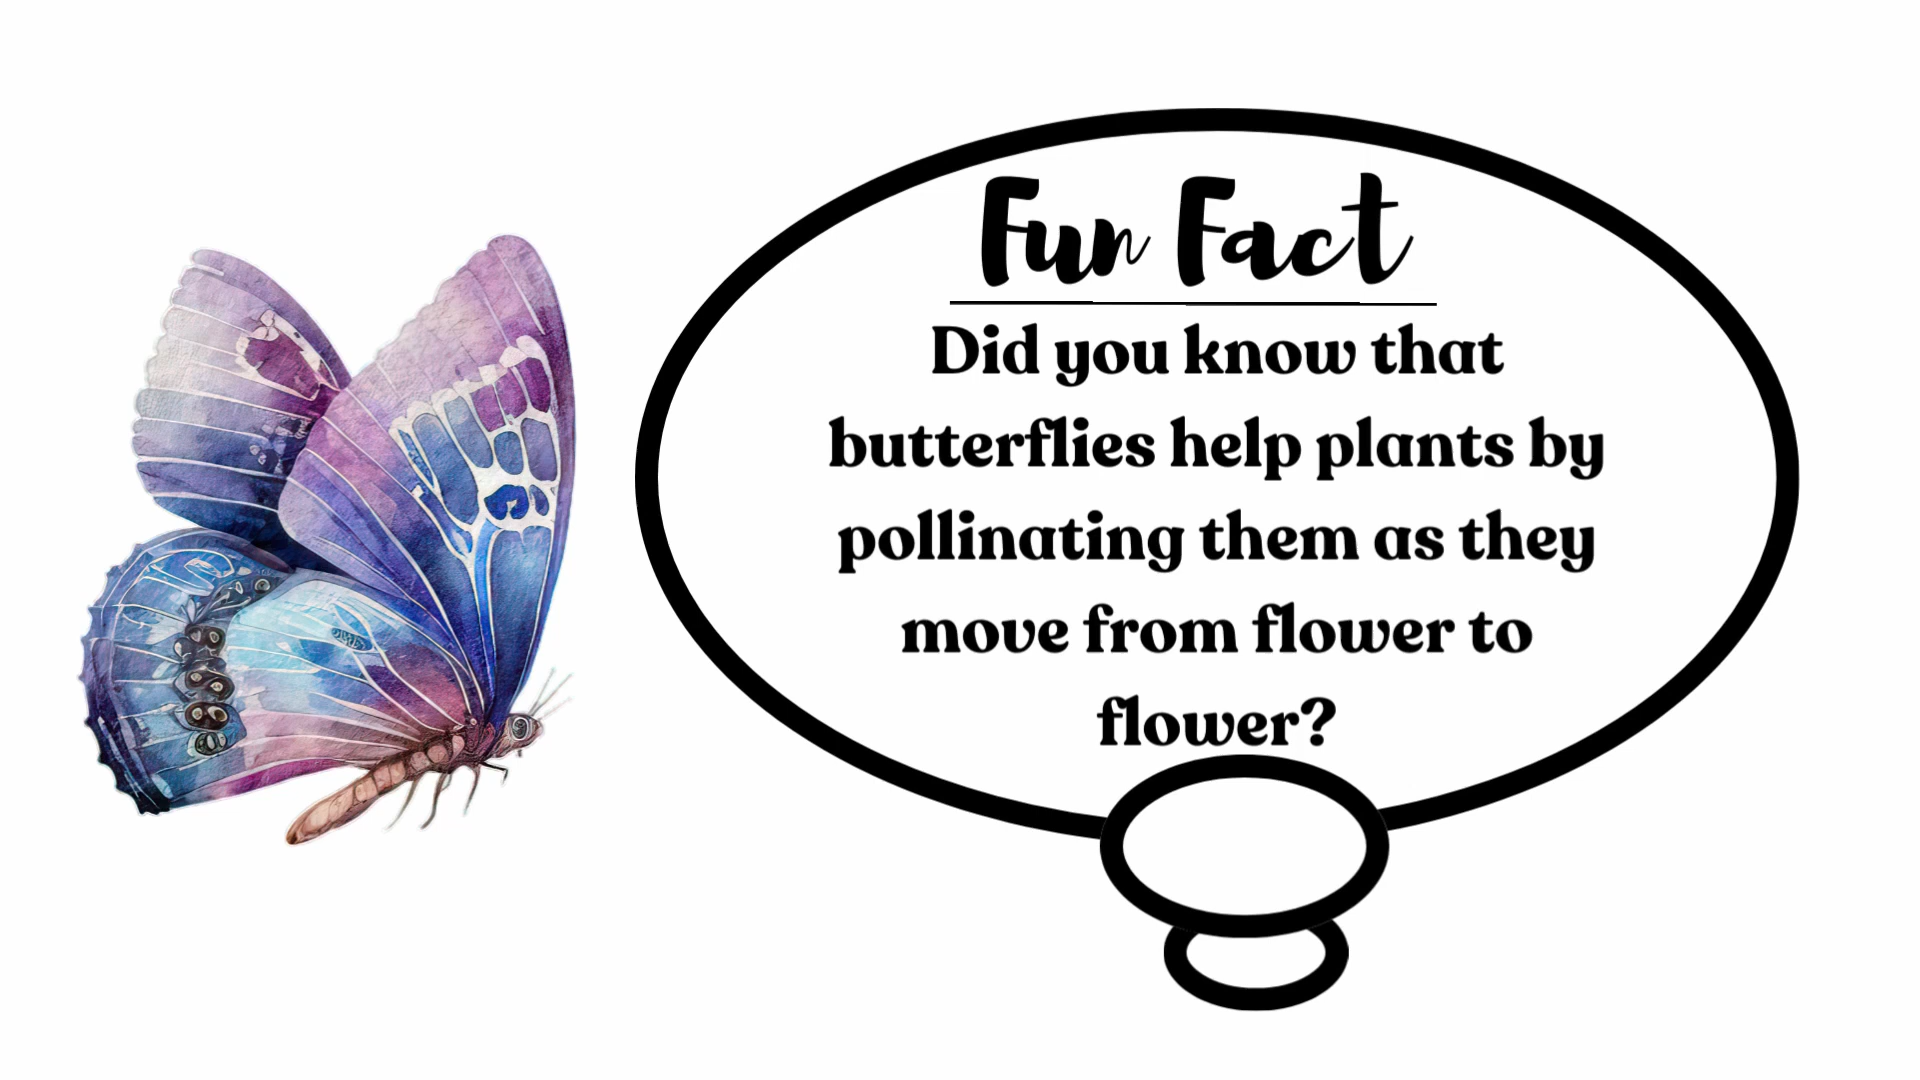 Fun Fact
Did you know that
butterflies help plants by
pollinating them as they
move from flower to
flower?